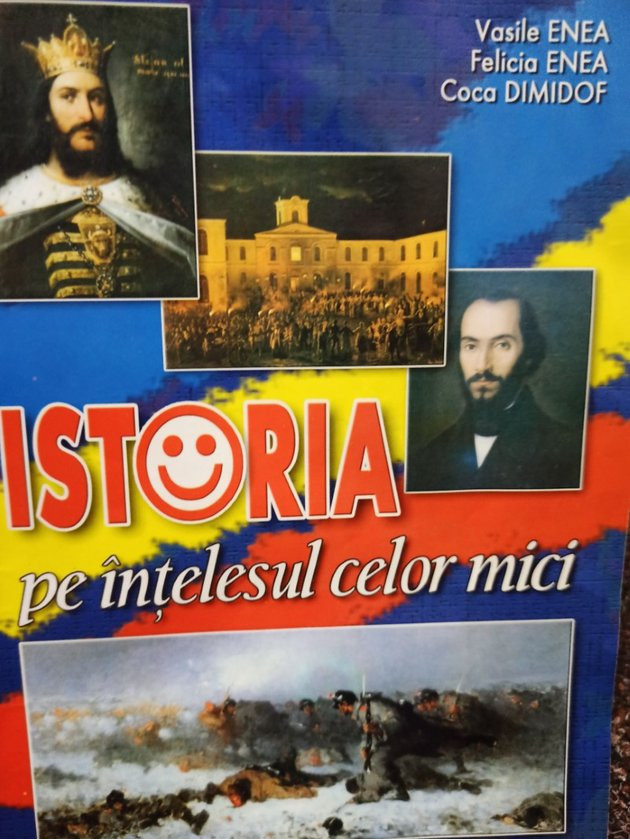 Vasile ENEA
Felicia ENEA
Coca DIMIDOF
ISTORIA
pe înțelesul celor mici